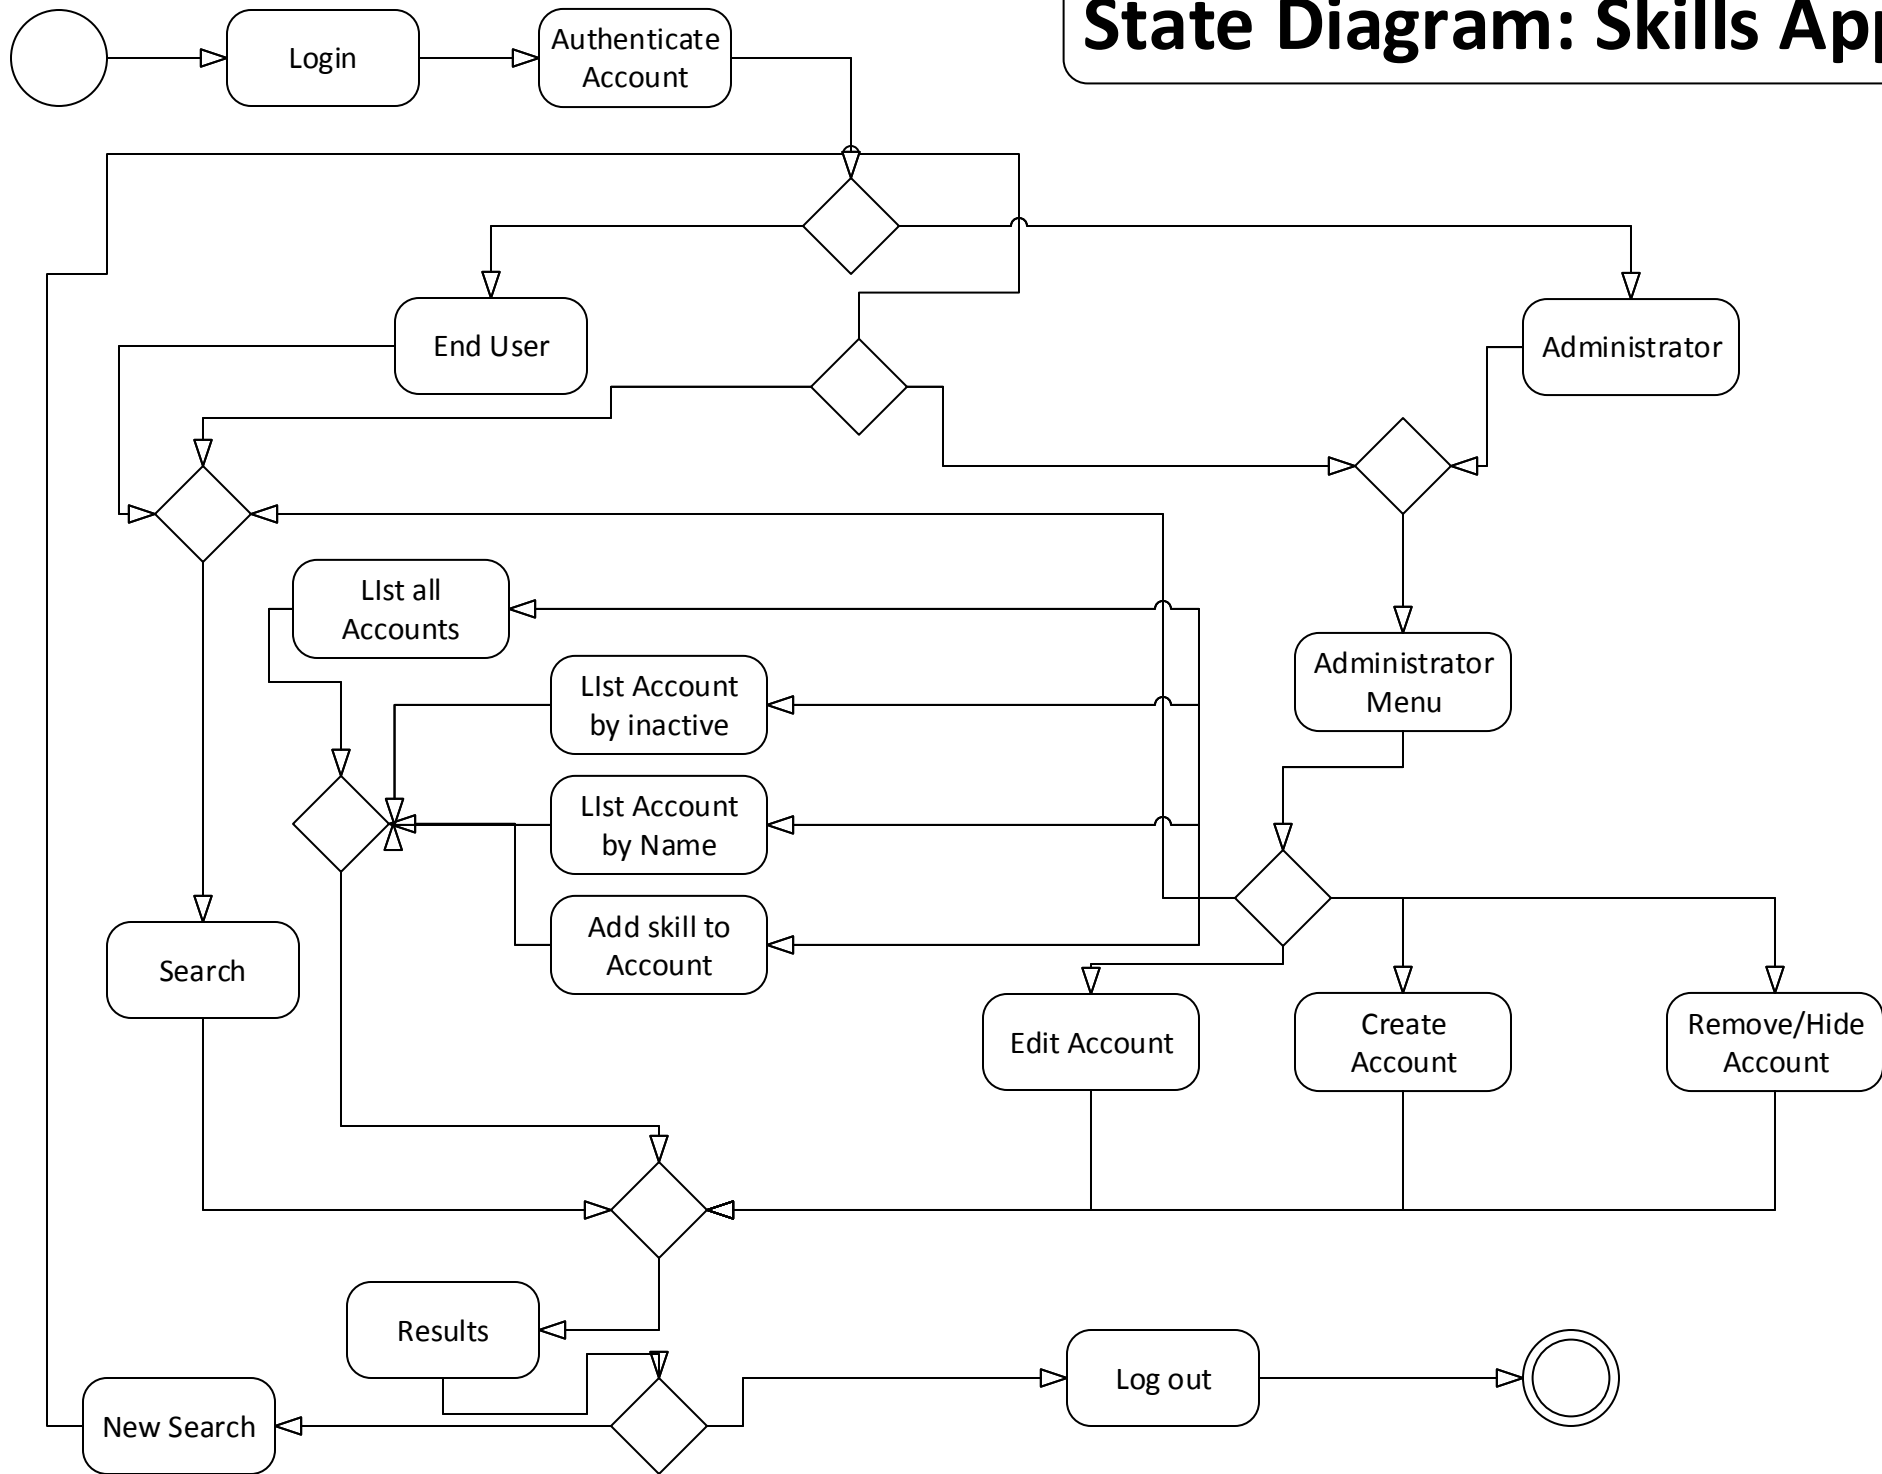 State Diagram: Skills App
Login
Authenticate
Account
End User
Administrator
LIst all
Accounts
LIst Account
by inactive
Administrator
Menu
LIst Account
by Name
Add skill to
Account
Search
Edit Account
Create
Account
Remove/Hide
Account
Results
Log out
New Search